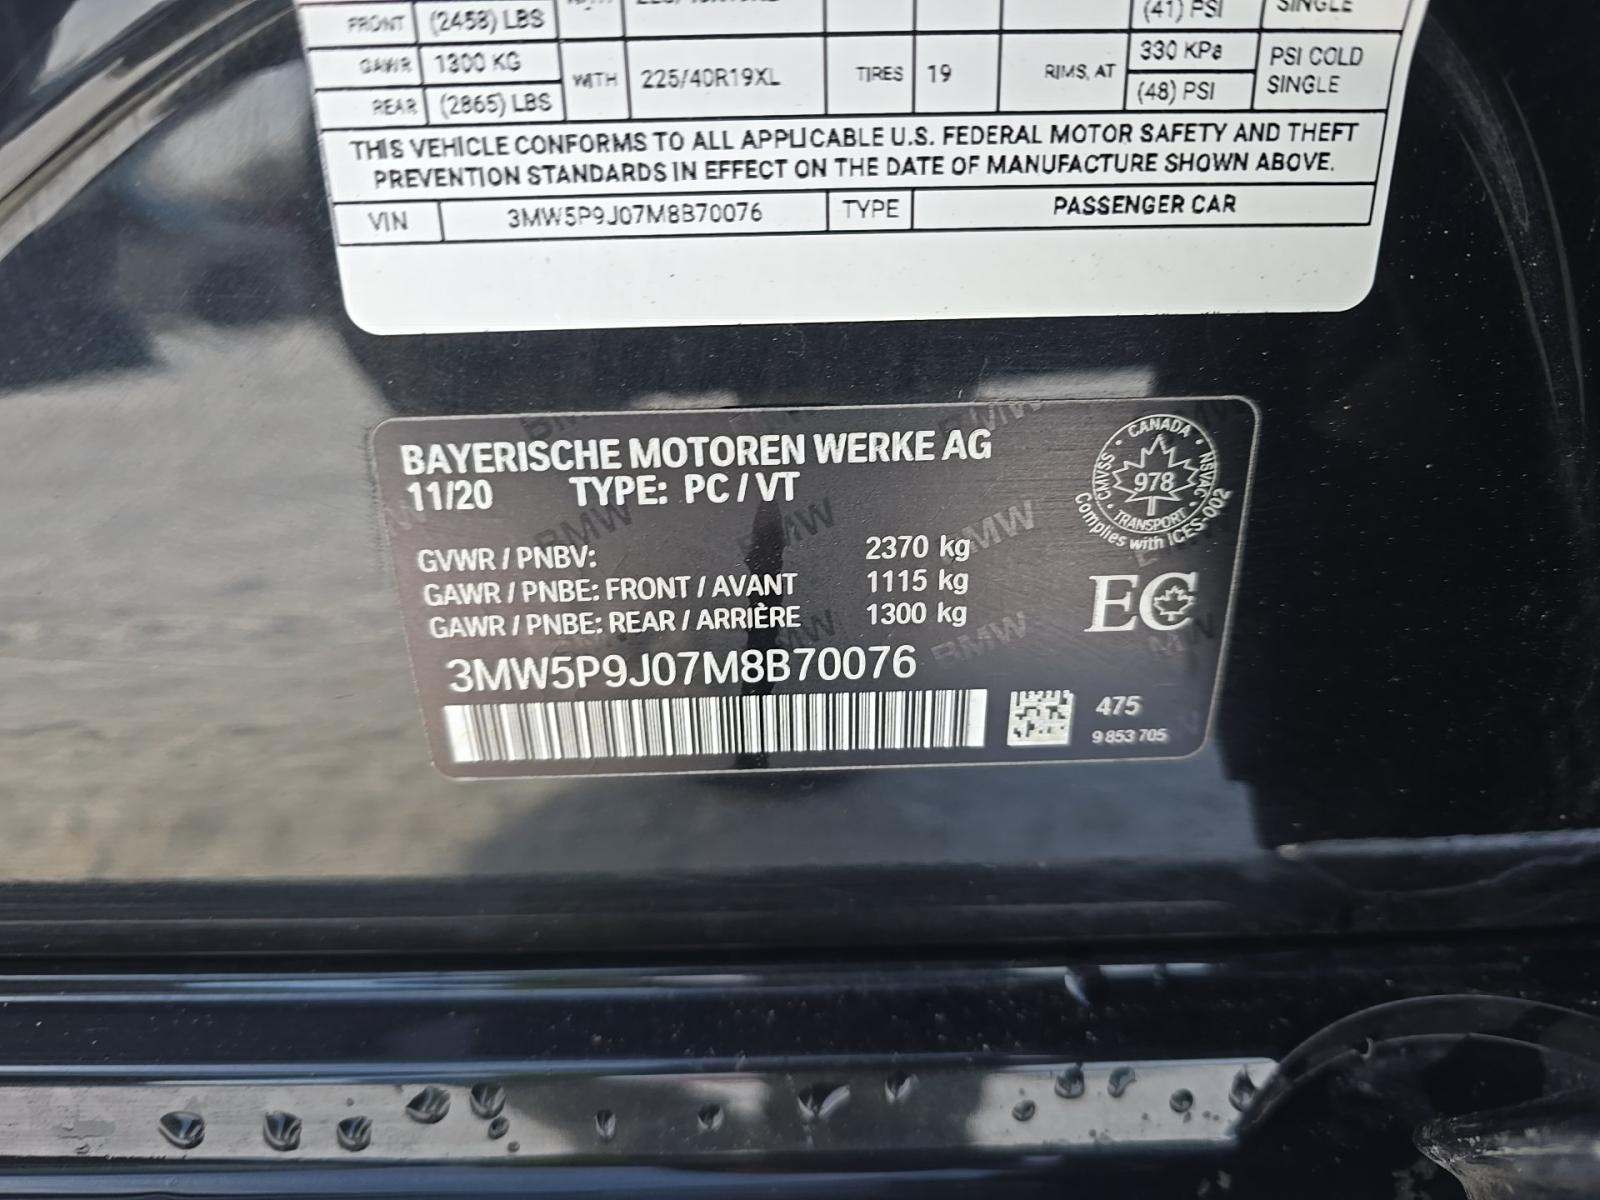 (41) PSI
SINGLE
FRONT (2458) LBS
GAWR 1300 KG WITH 225/40R19XL TIRES 19 RIMS, AT 330 KPa PSI COLD
REAR (2865) LBS (48) PSI SINGLE
THIS VEHICLE CONFORMS TO ALL APPLICABLE U.S. FEDERAL MOTOR SAFETY AND THEFT
PREVENTION STANDARDS IN EFFECT ON THE DATE OF MANUFACTURE SHOWN ABOVE.
VIN 3MW5P9J07M8B70076 TYPE PASSENGER CAR
BAYERISCHE MOTOREN WERKE AG
11/20 TYPE: PC / VT
GVWR / PNBV: 2370 kg
GAWR / PNBE: FRONT / AVANT 1115 kg
GAWR / PNBE: REAR / ARRIÈRE 1300 kg
3MW5P9J07M8B70076
CANADA
CMVSS 978 NSVAC
TRANSPORT
Complies with ICES-002
EC
475
9 853 705